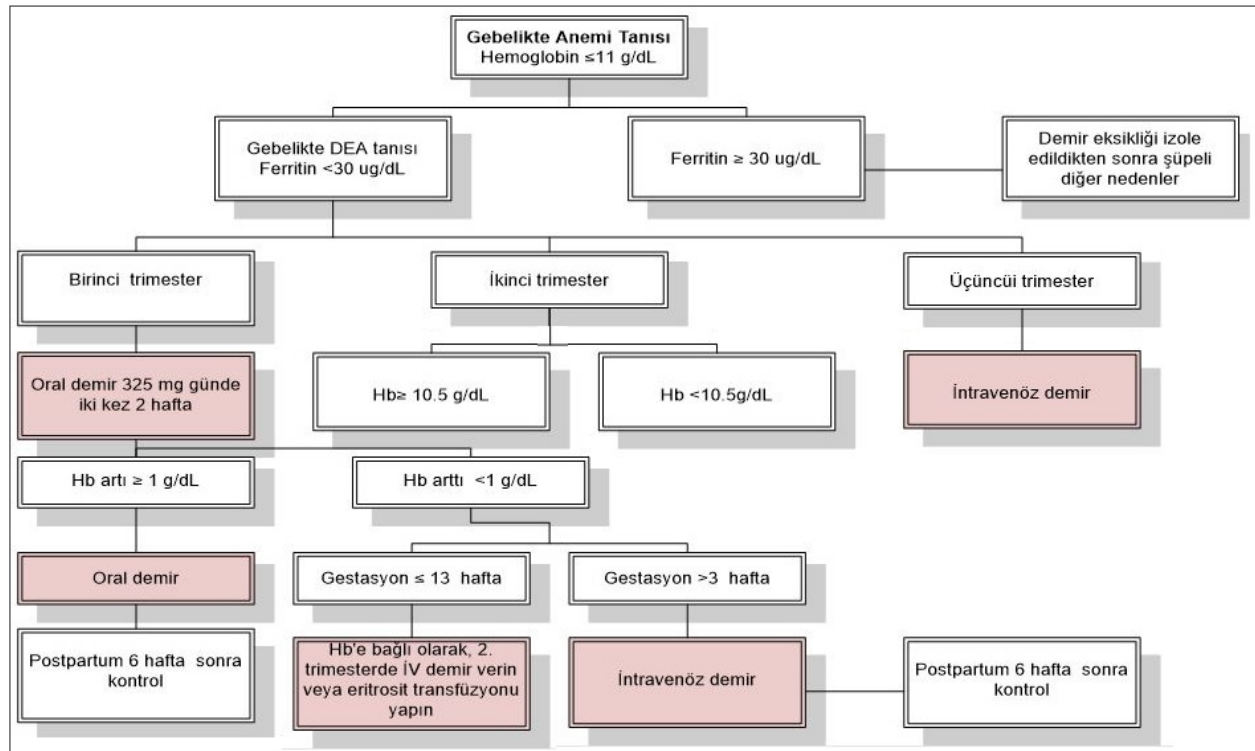 Gebelikte Anemi Tanısı
Hemoglobin ≤11 g/dL
Gebelikte DEA tanısı
Ferritin <30 ug/dL
Ferritin ≥ 30 ug/dL
Demir eksikliği izole
edildikten sonra şüpeli
diğer nedenler
Birinci trimester
İkinci trimester
Üçüncüi trimester
Oral demir 325 mg günde
iki kez 2 hafta
Hb≥ 10.5 g/dL
Hb <10.5g/dL
İntravenöz demir
Hb artı ≥ 1 g/dL
Hb arttı <1 g/dL
Oral demir
Gestasyon ≤ 13 hafta
Gestasyon >3 hafta
Postpartum 6 hafta sonra
kontrol
Hb'e bağlı olarak, 2.
trimesterde İV demir verin
veya eritrosit transfüzyonu
yapın
İntravenöz demir
Postpartum 6 hafta sonra
kontrol